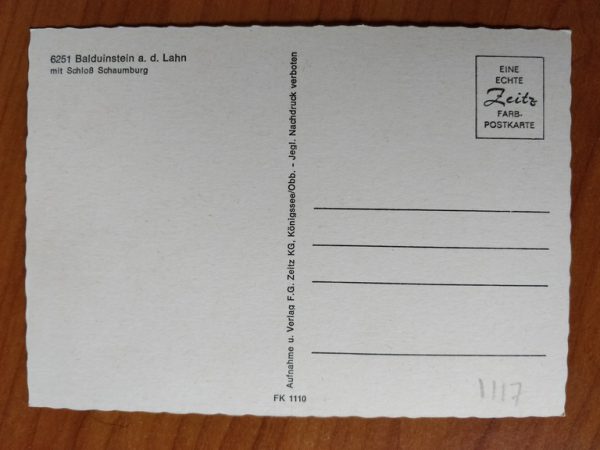 6251 Balduinstein a. d. Lahn
mit Schloß Schaumburg
Aufnahme u. Verlag F.G. Zeitz KG, Königssee/Obb. - Jegl. Nachdruck verboten
EINE
ECHTE
Zeitz
FARB-
POSTKARTE
FK 1110
1117